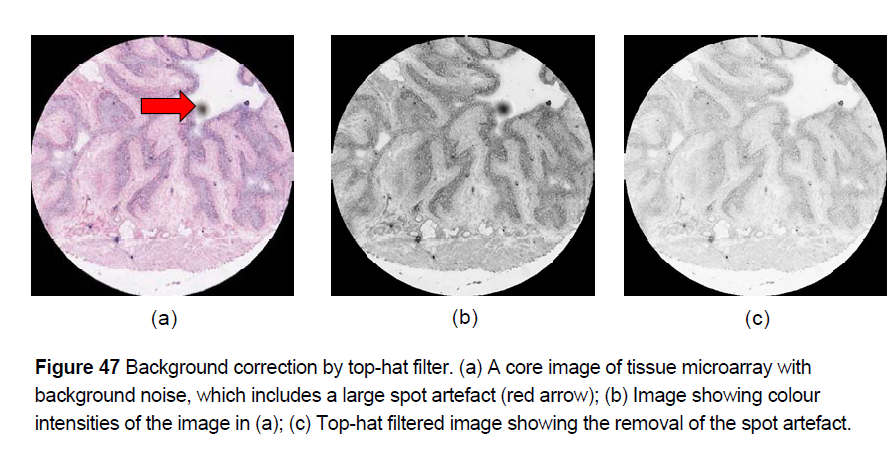 (a)
(b)
(c)
Figure 47 Background correction by top-hat filter. (a) A core image of tissue microarray with
background noise, which includes a large spot artefact (red arrow); (b) Image showing colour
intensities of the image in (a); (c) Top-hat filtered image showing the removal of the spot artefact.